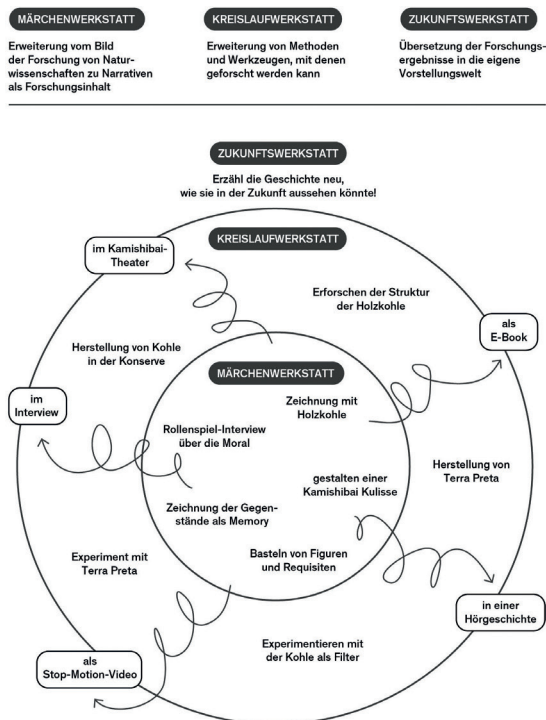 MÄRCHENWERKSTATT
Erweiterung vom Bild
der Forschung von Natur-
wissenschaften zu Narrativen
als Forschungsinhalt
KREISLAUFWERKSTATT
Erweiterung von Methoden
und Werkzeugen, mit denen
geforscht werden kann
ZUKUNFTSWERKSTATT
Übersetzung der Forschungs-
ergebnisse in die eigene
Vorstellungswelt
ZUKUNFTSWERKSTATT
Erzähl die Geschichte neu,
wie sie in der Zukunft aussehen könnte!
KREISLAUFWERKSTATT
im Kamishibai-
Theater
Erforschen der Struktur
der Holzkohle
als
E-Book
Herstellung von Kohle
in der Konserve
MÄRCHENWERKSTATT
Zeichnung mit
Holzkohle
im
Interview
Rollenspiel-Interview
über die Moral
Herstellung von
Terra Preta
gestalten einer
Kamishibai Kulisse
Zeichnung der Gegen-
stände als Memory
Experiment mit
Terra Preta
Basteln von Figuren
und Requisiten
in einer
Hörgeschichte
Experimentieren mit
der Kohle als Filter
als
Stop-Motion-Video